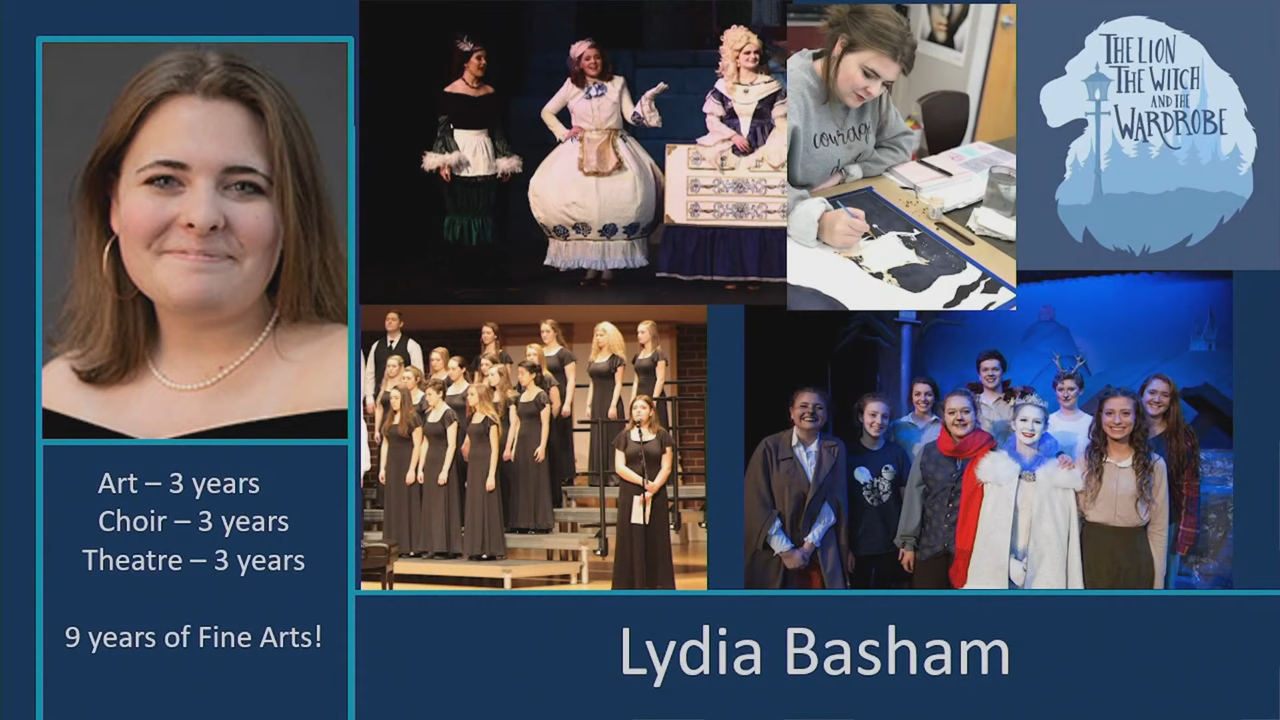 THE LION
THE WITCH
AND THE
WARDROBE
courage
Art – 3 years
Choir – 3 years
Theatre – 3 years
9 years of Fine Arts!
Lydia Basham